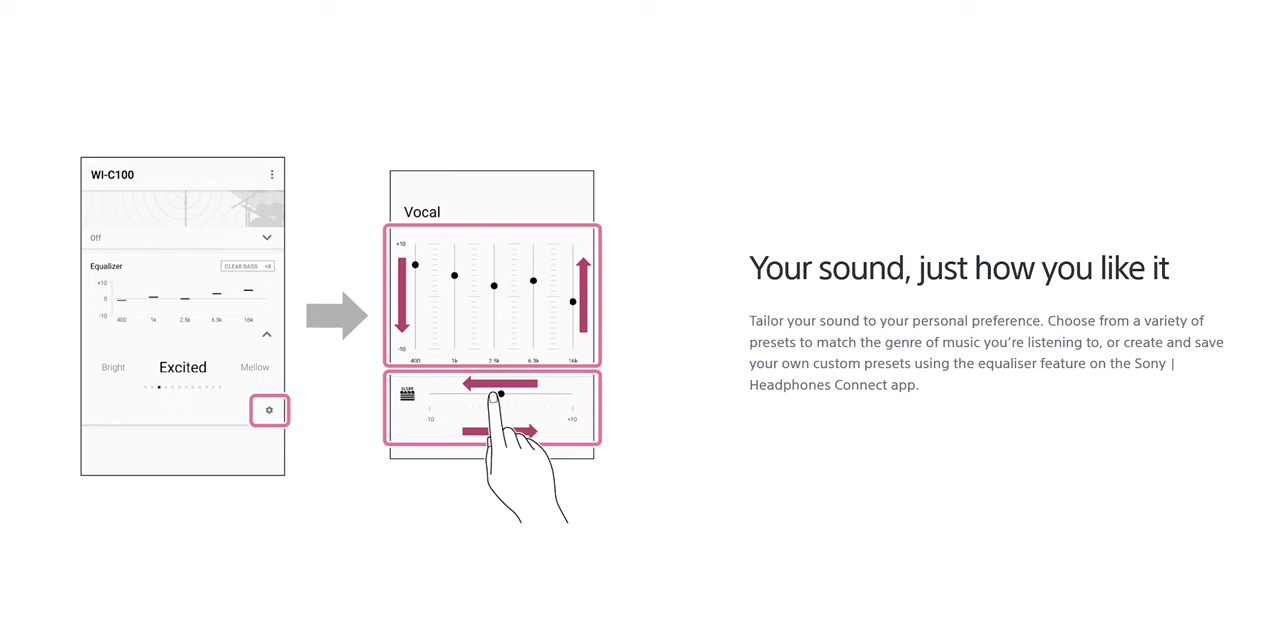 WI-C100
Off
Equalizer
CLEAR BASS +8
+10
0
-10
400 1k 2.5k 6.3k 16k
Bright Excited Mellow
Vocal
+10
-10
400 1k 2.5k 6.3k 16k
CLEAR
BASS
-10 +10
Your sound, just how you like it
Tailor your sound to your personal preference. Choose from a variety of
presets to match the genre of music you’re listening to, or create and save
your own custom presets using the equaliser feature on the Sony |
Headphones Connect app.